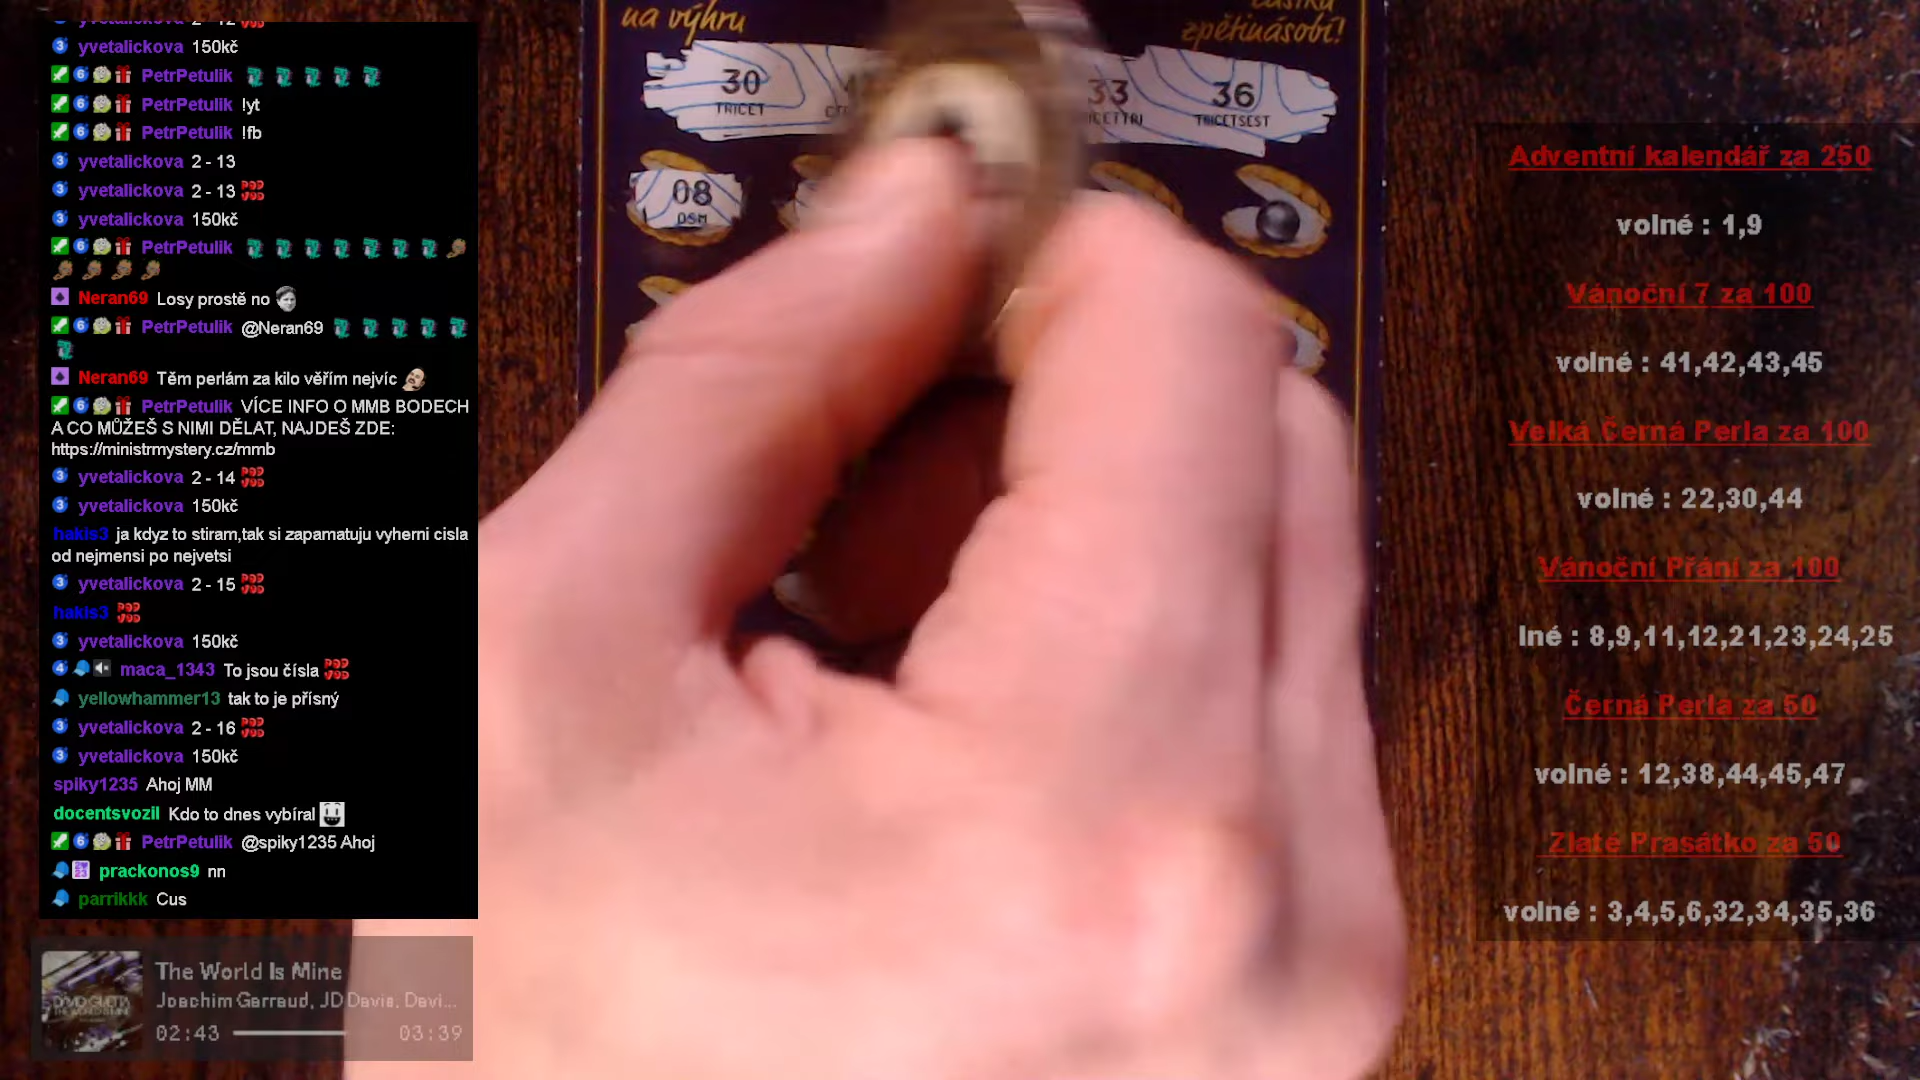 yvetalickova 150kč
PetrPetulik
PetrPetulik !yt
PetrPetulik !fb
yvetalickova 2 - 13
yvetalickova 2 - 13
yvetalickova 150kč
PetrPetulik
Neran69 Losy prostě no
PetrPetulik @Neran69
Neran69 Těm perlám za kilo věřím nejvíc
PetrPetulik VÍCE INFO O MMB BODECH
A CO MŮŽEŠ S NIMI DĚLAT, NAJDEŠ ZDE:
https://ministrmystery.cz/mmb
yvetalickova 2 - 14
yvetalickova 150kč
hakis3 ja kdyz to stiram,tak si zapamatuju vyherni cisla
od nejmensi po nejvetsi
yvetalickova 2 - 15
hakis3
yvetalickova 150kč
maca_1343 To jsou čísla
yellowhammer13 tak to je přísný
yvetalickova 2 - 16
yvetalickova 150kč
spiky1235 Ahoj MM
docentsvozil Kdo to dnes vybíral
PetrPetulik @spiky1235 Ahoj
prackonos9 nn
parrikkk Cus
The World Is Mine
Joachim Garraud, JD Davis, Davi...
02:43 03:39
na výhru
zpětinásobí!
30 33 36
TRICET TRICETSEST
08
OSM
Adventní kalendář za 250
volné : 1,9
Vánoční 7 za 100
volné : 41,42,43,45
Velká Černá Perla za 100
volné : 22,30,44
Vánoční Přání za 100
lné : 8,9,11,12,21,23,24,25
Černá Perla za 50
volné : 12,38,44,45,47
Zlaté Prasátko za 50
volné : 3,4,5,6,32,34,35,36